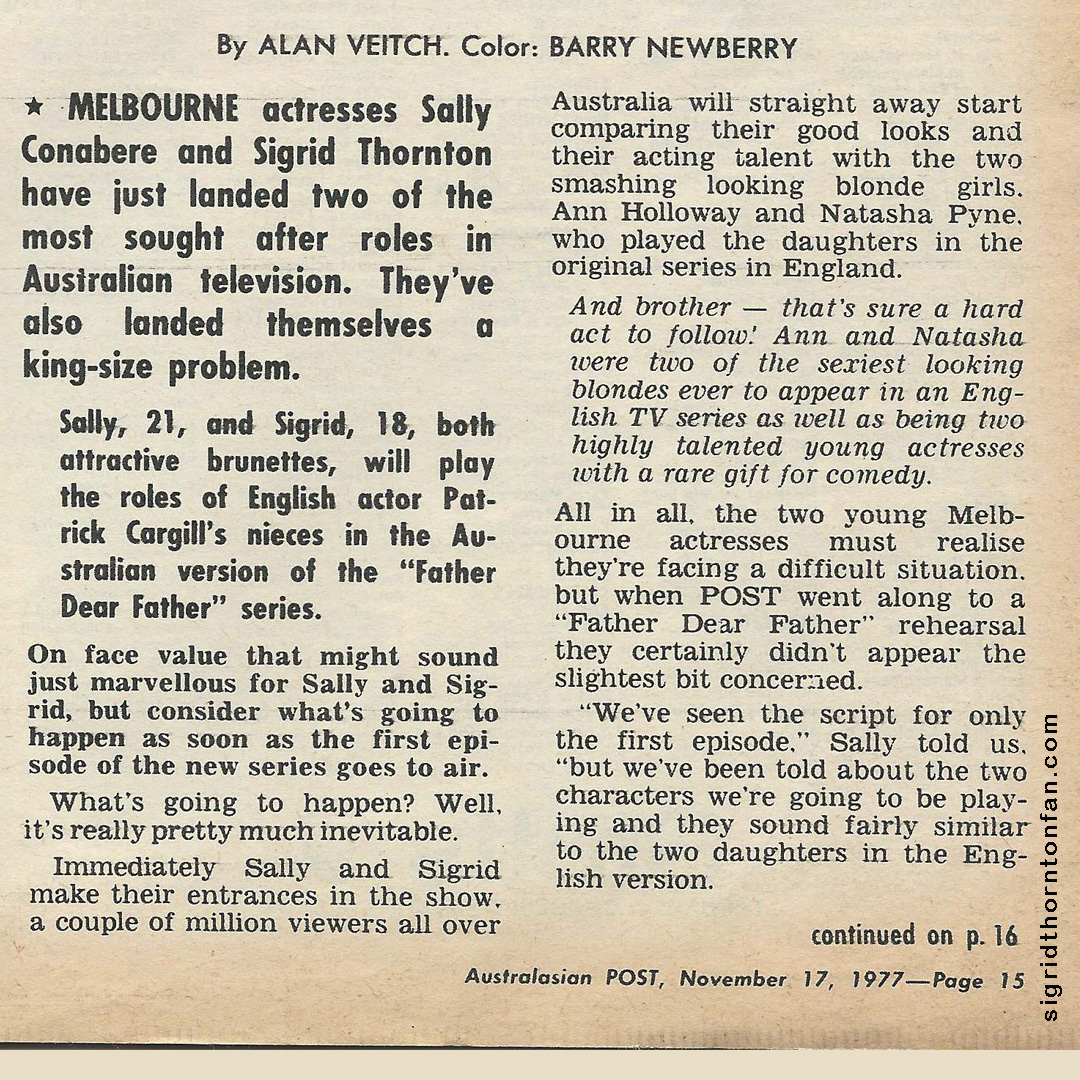 By ALAN VEITCH. Color: BARRY NEWBERRY
★ MELBOURNE actresses Sally
Conabere and Sigrid Thornton
have just landed two of the
most sought after roles in
Australian television. They've
also landed themselves a
king-size problem.
Sally, 21, and Sigrid, 18, both
attractive brunettes, will play
the roles of English actor Pat-
rick Cargill's nieces in the Au-
stralian version of the "Father
Dear Father" series.
On face value that might sound
just marvellous for Sally and Sig-
rid, but consider what's going to
happen as soon as the first epi-
sode of the new series goes to air.
What's going to happen? Well,
it's really pretty much inevitable.
Immediately Sally and Sigrid
make their entrances in the show,
a couple of million viewers all over
Australia will straight away start
comparing their good looks and
their acting talent with the two
smashing looking blonde girls.
Ann Holloway and Natasha Pyne,
who played the daughters in the
original series in England.
And brother — that's sure a hard
act to follow! Ann and Natasha
were two of the sexiest looking
blondes ever to appear in an Eng-
lish TV series as well as being two
highly talented young actresses
with a rare gift for comedy.
All in all, the two young Melb-
ourne actresses must realise
they're facing a difficult situation,
but when POST went along to a
"Father Dear Father" rehearsal
they certainly didn't appear the
slightest bit concerned.
"We've seen the script for only
the first episode," Sally told us,
"but we've been told about the two
characters we're going to be play-
ing and they sound fairly similar
to the two daughters in the Eng-
lish version.
continued on p. 16
Australasian POST, November 17, 1977—Page 15
sigridthorntonfan.com